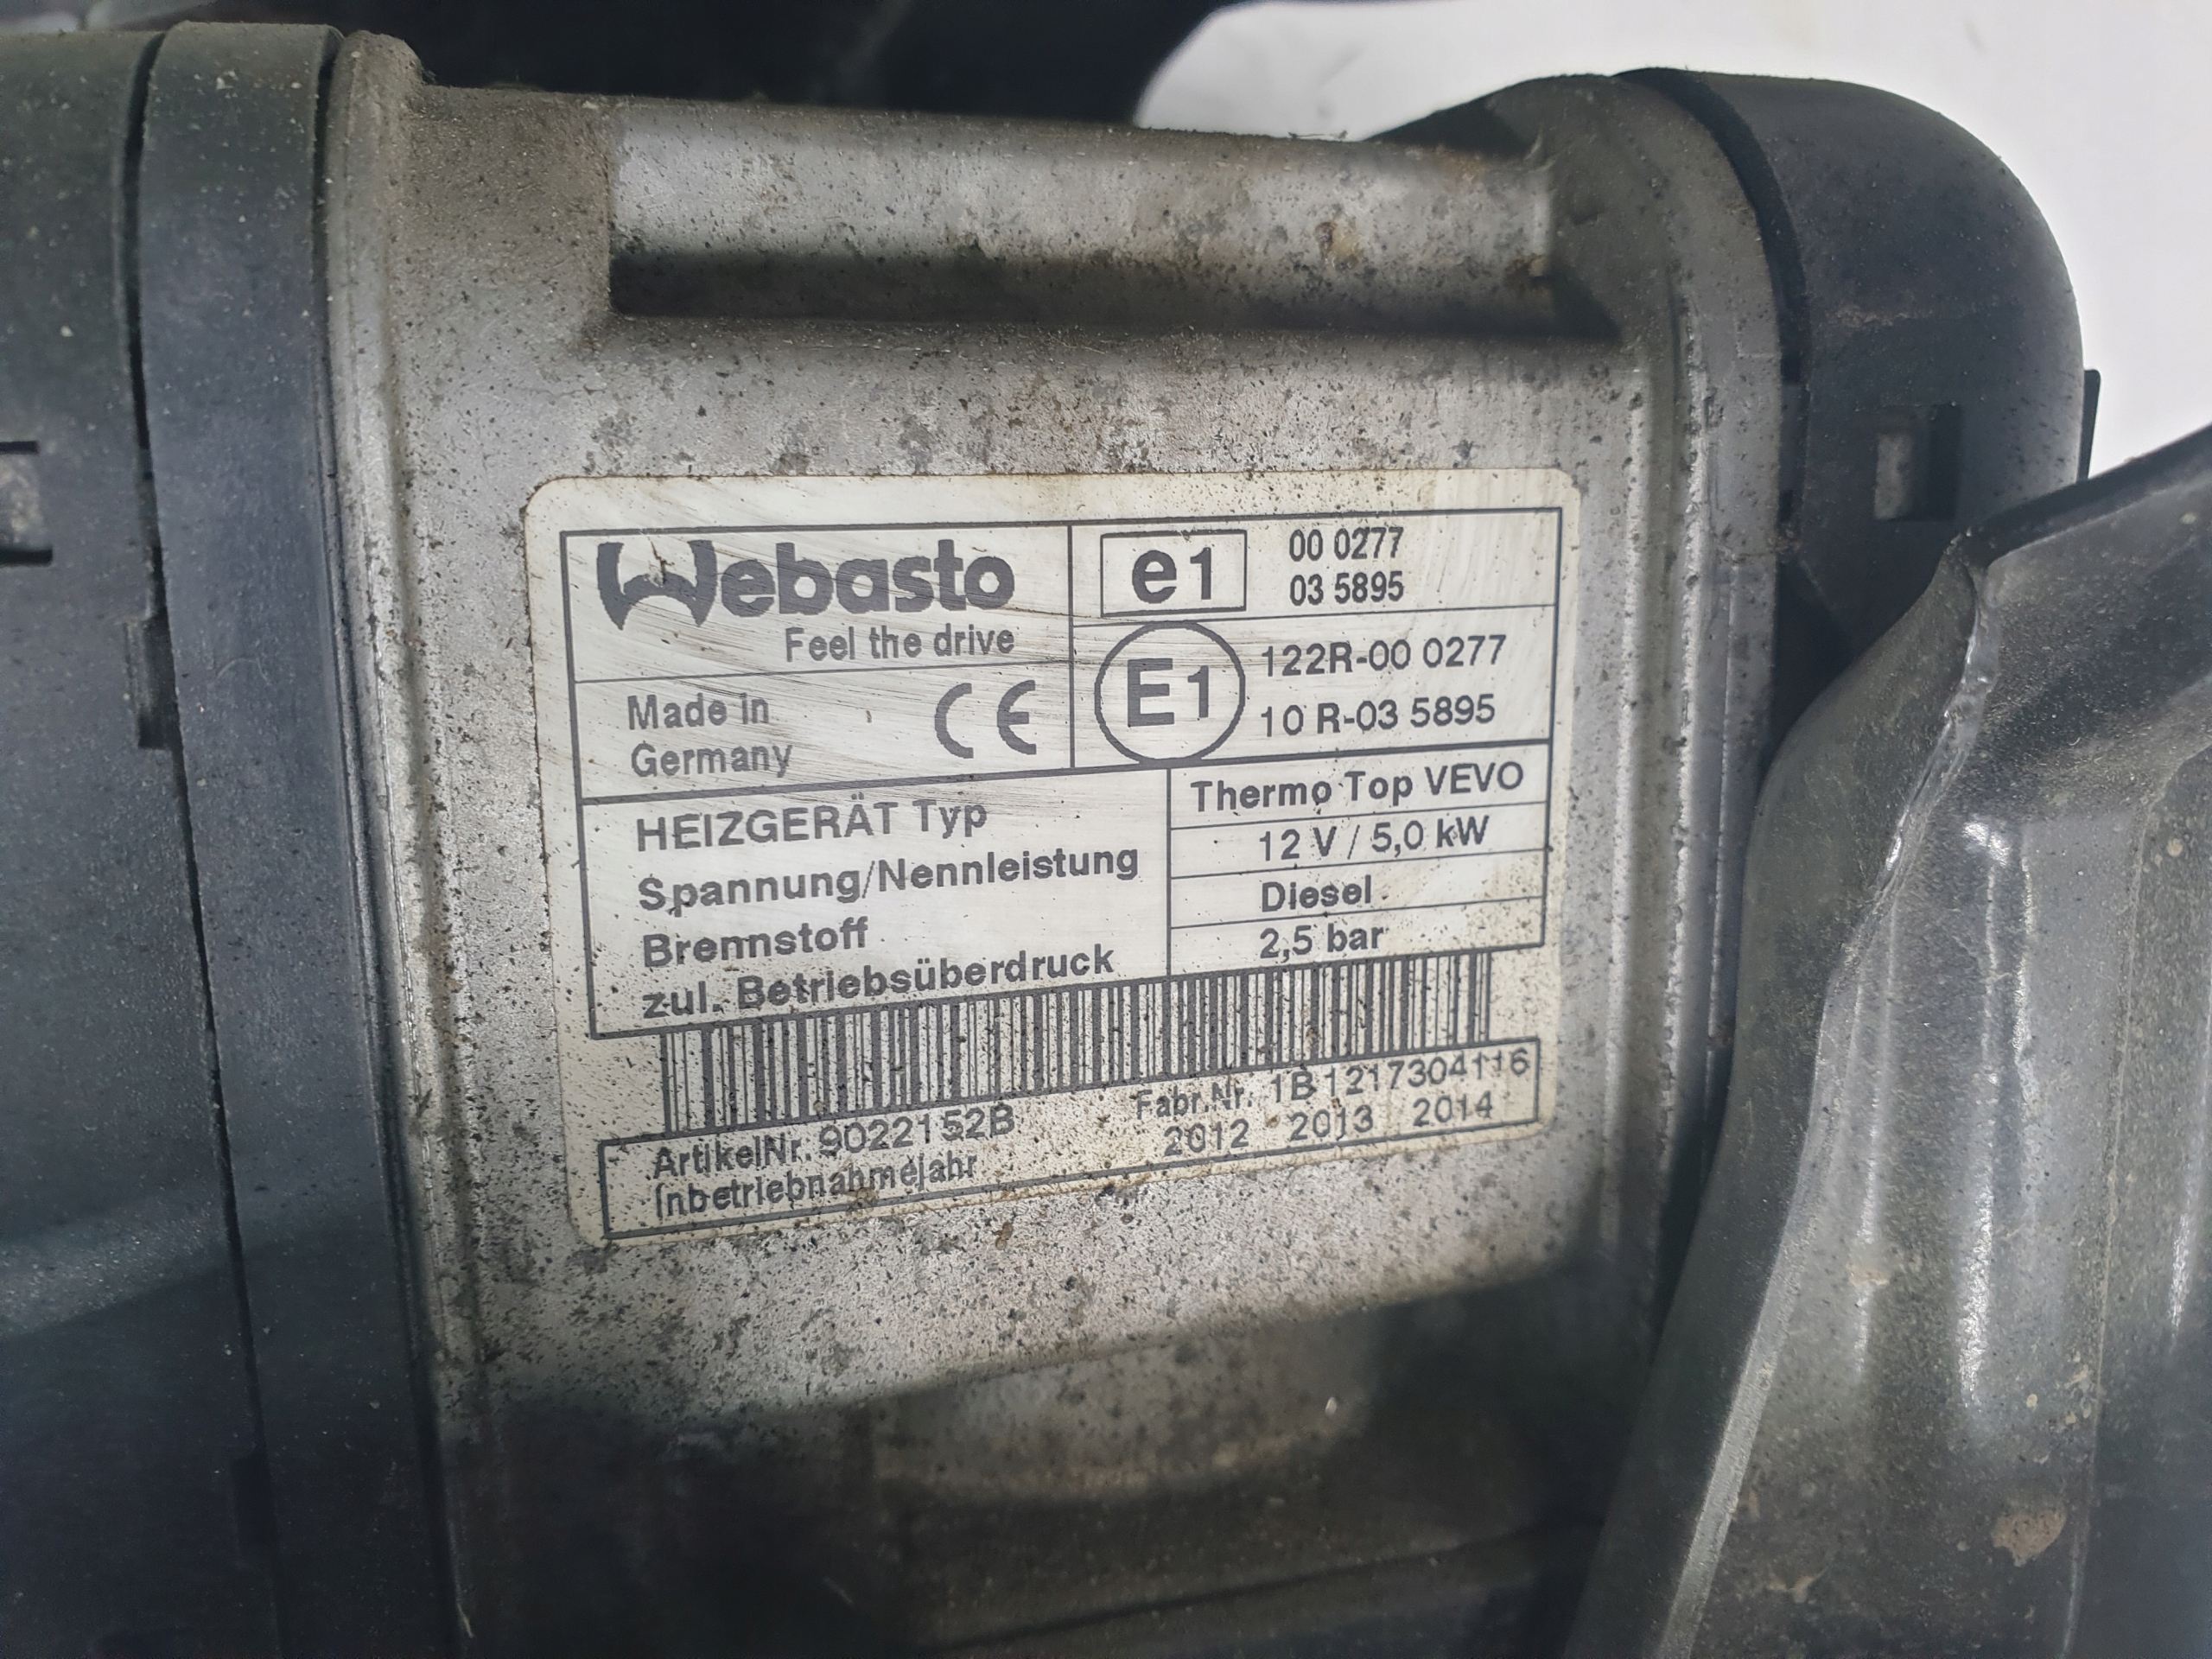 Webasto
Feel the drive
Made in
Germany
CE
e1
00 0277
03 5895
E1
122R-00 0277
10 R-03 5895
HEIZGERÄT Typ
Thermo Top VEVO
Spannung/Nennleistung
12 V / 5,0 kW
Brennstoff
Diesel
zul. Betriebsüberdruck
2,5 bar
ArtikelNr. 9022152B Fabr.Nr. 1B1217304116
Inbetriebnahmejahr 2012 2013 2014